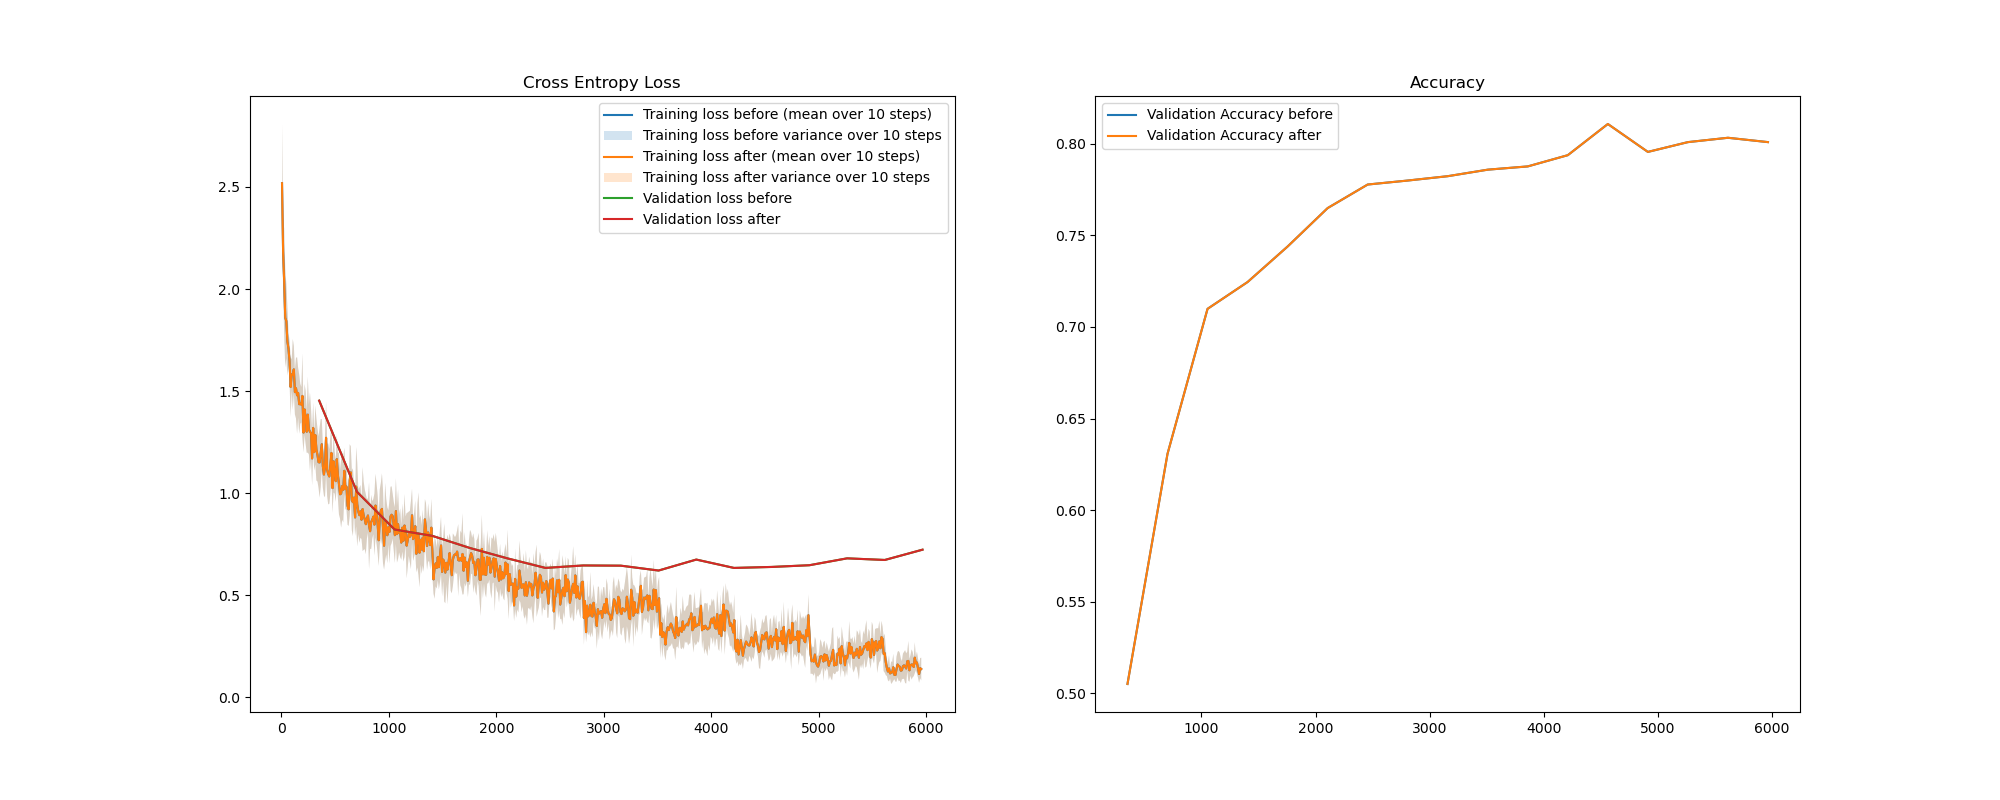 Cross Entropy Loss
Training loss before (mean over 10 steps)
Training loss before variance over 10 steps
Training loss after (mean over 10 steps)
Training loss after variance over 10 steps
Validation loss before
Validation loss after
2.5
2.0
1.5
1.0
0.5
0.0
0 1000 2000 3000 4000 5000 6000
Accuracy
Validation Accuracy before
Validation Accuracy after
0.80
0.75
0.70
0.65
0.60
0.55
0.50
1000 2000 3000 4000 5000 6000